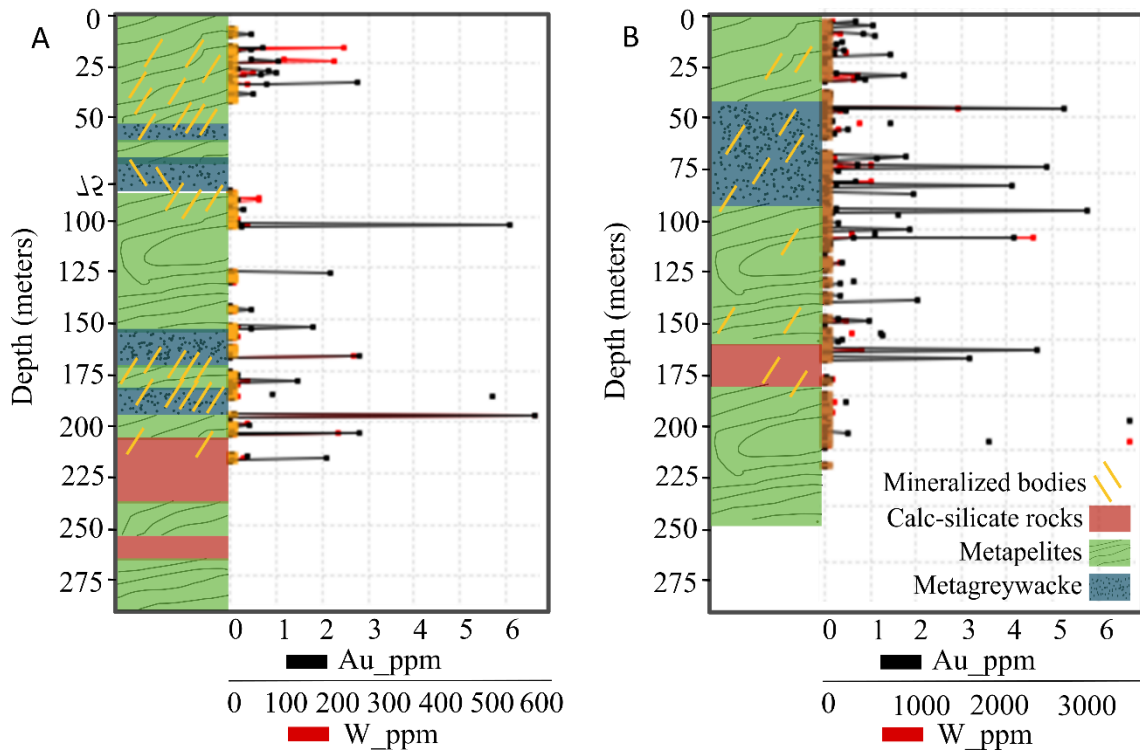 A
Depth (meters)
0
25
50
75
100
125
150
175
200
225
250
275
0 1 2 3 4 5 6
Au_ppm
0 100 200 300 400 500 600
W_ppm
B
Depth (meters)
0
25
50
75
100
125
150
175
200
225
250
275
Mineralized bodies
Calc-silicate rocks
Metapelites
Metagreywacke
0 1 2 3 4 5 6
Au_ppm
0 1000 2000 3000
W_ppm